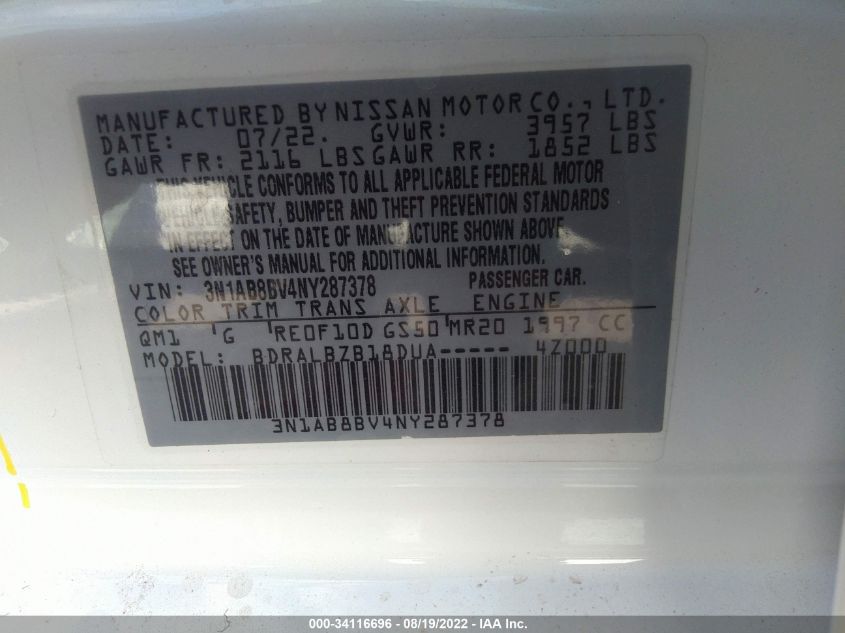 MANUFACTURED BY NISSAN MOTOR CO., LTD.
DATE: 07/22. GVWR: 3957 LBS
GAWR FR: 2116 LBS GAWR RR: 1852 LBS
THIS VEHICLE CONFORMS TO ALL APPLICABLE FEDERAL MOTOR
VEHICLE SAFETY, BUMPER AND THEFT PREVENTION STANDARDS
IN EFFECT ON THE DATE OF MANUFACTURE SHOWN ABOVE.
SEE OWNER'S MANUAL FOR ADDITIONAL INFORMATION.
VIN: 3N1AB8BV4NY287378 PASSENGER CAR.
COLOR TRIM TRANS AXLE ENGINE
QM1 'G 'RE0F10D GS50 MR20 1997 CC
MODEL: BDRALBZB18DUA----- 4Z000
3N1AB8BV4NY287378
000-34116696 - 08/19/2022 - IAA Inc.